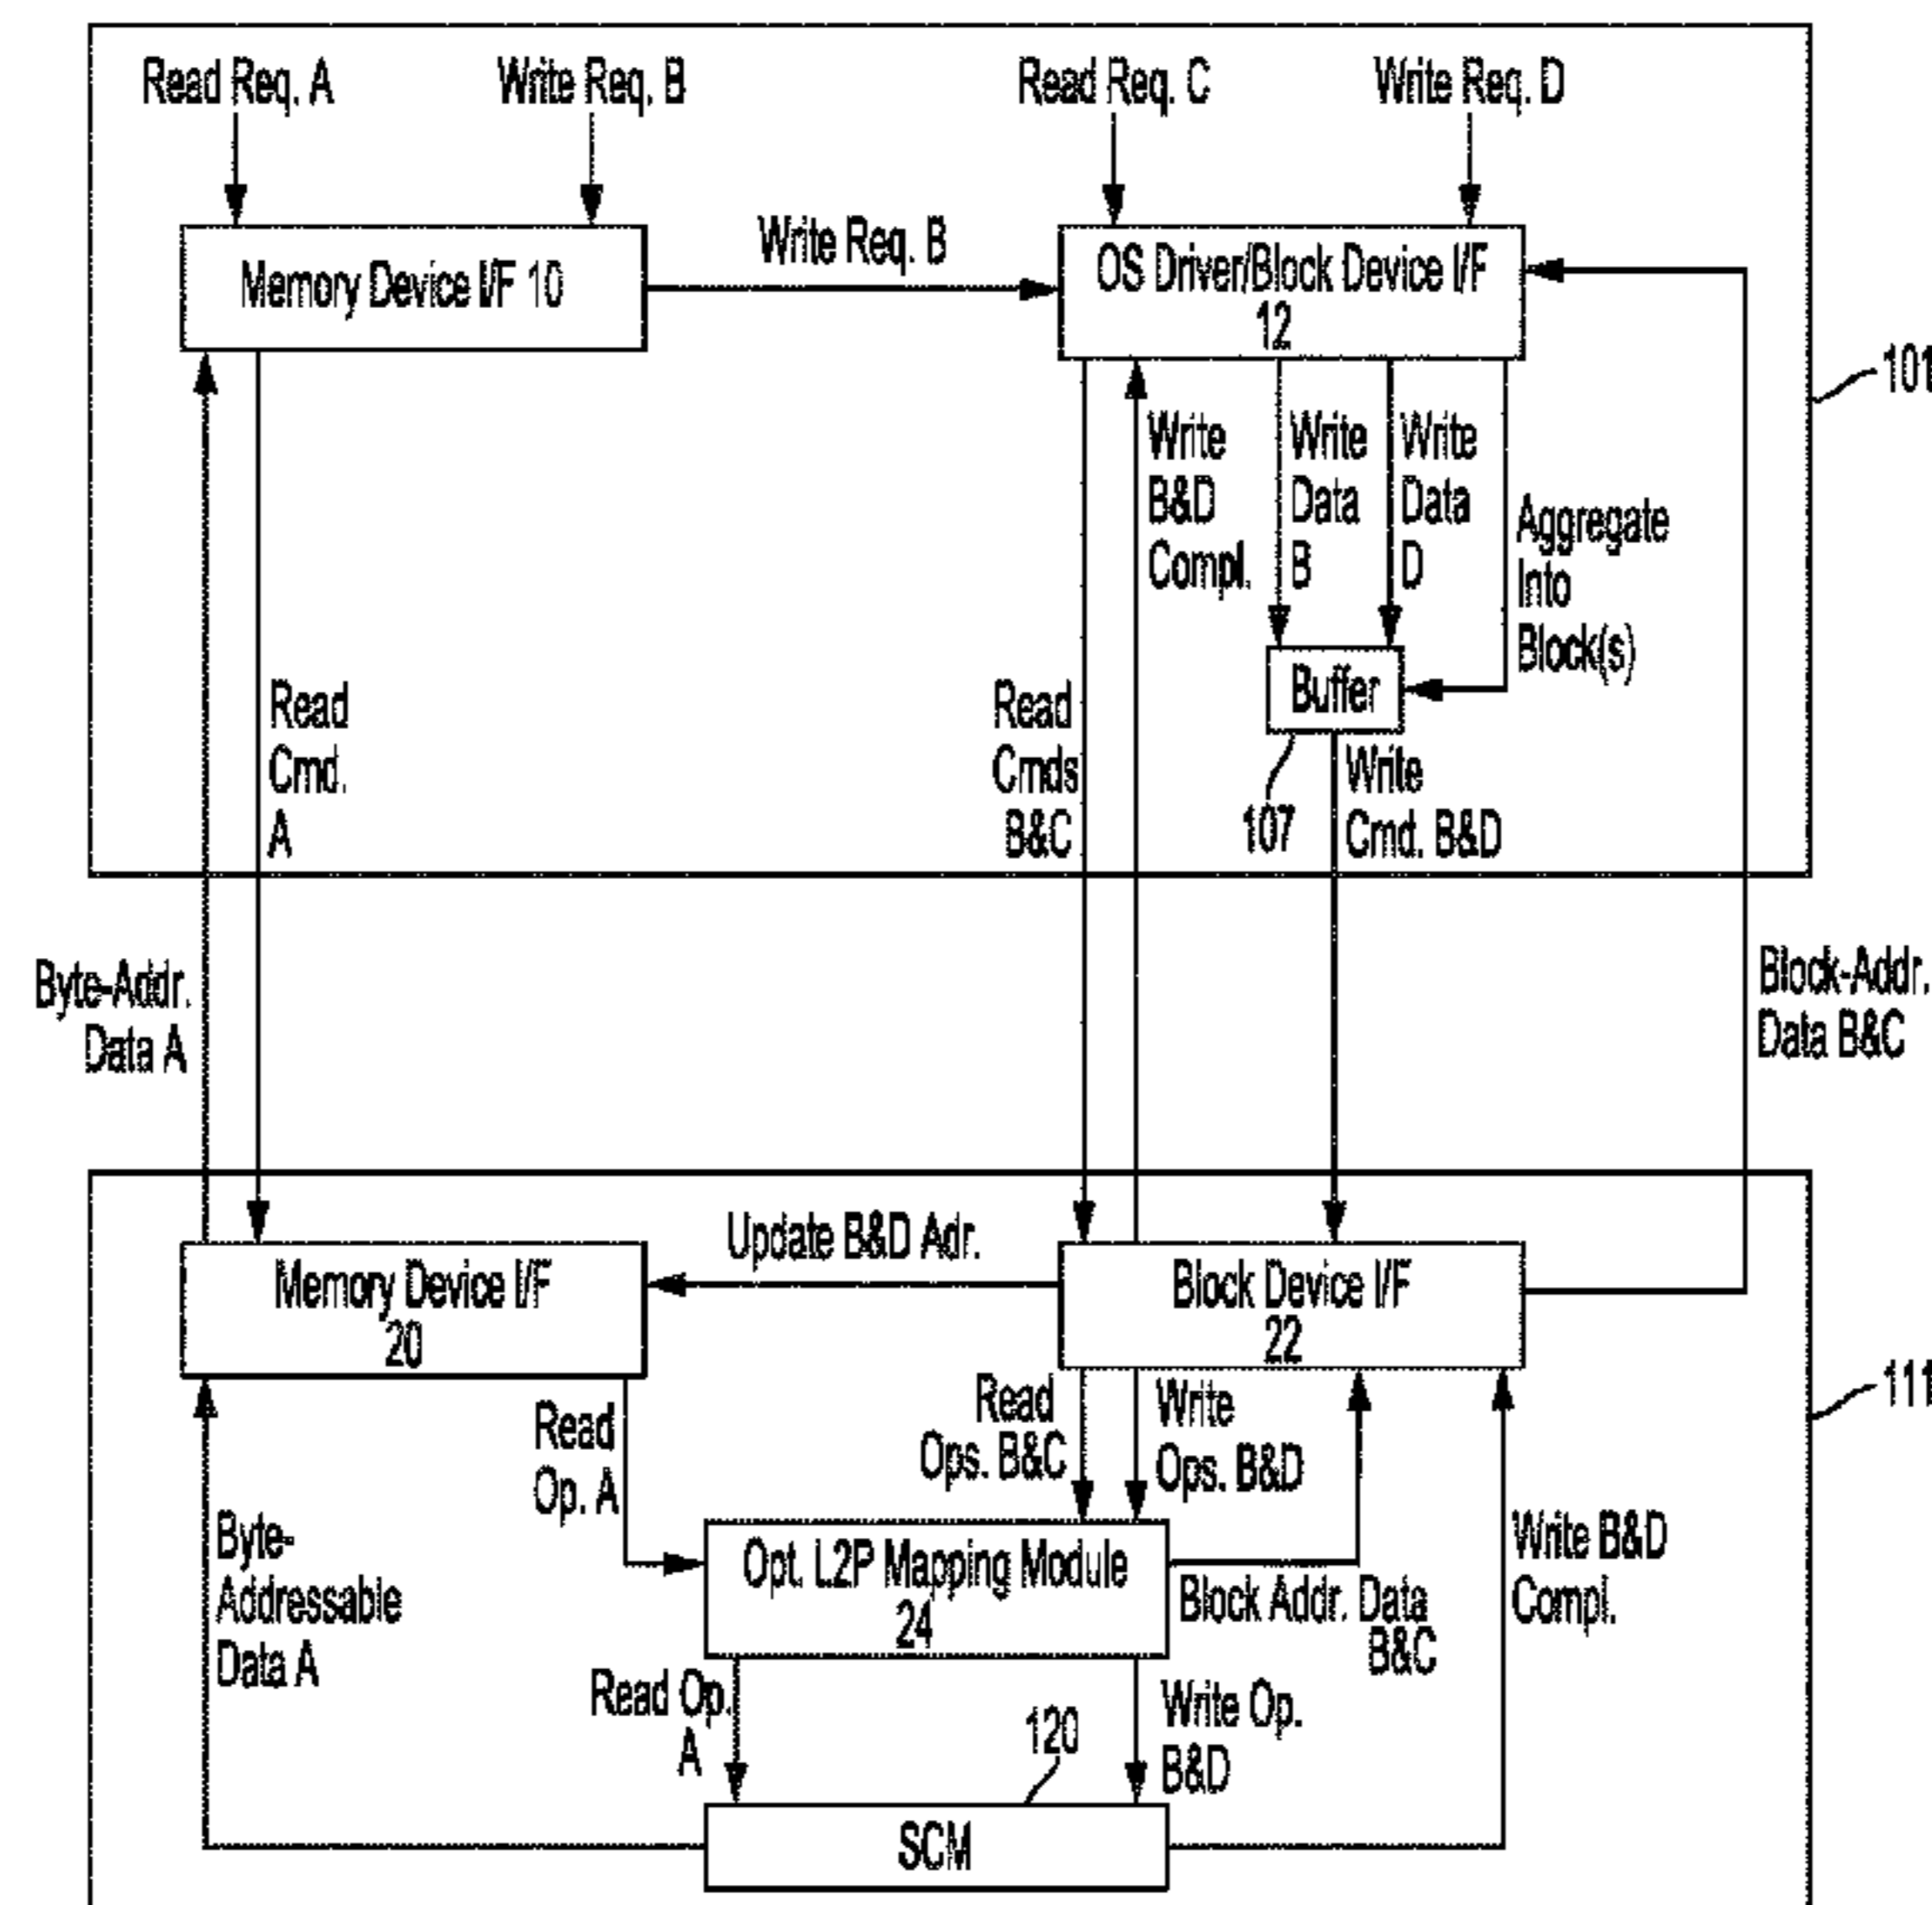 Read Req. A
Write Req. B
Read Req. C
Write Req. D
Memory Device I/F 10
Write Req. B
OS Driver/Block Device I/F
12
101
Write
B&D
Compl.
Write
Data
B
Write
Data
D
Aggregate
Into
Block(s)
Buffer
107
Read
Cmd.
A
Read
Cmds
B&C
Write
Cmd. B&D
Byte-Addr.
Data A
Block-Addr.
Data B&C
Memory Device I/F
20
Update B&D Adr.
Block Device I/F
22
111
Read
Op. A
Read
Ops. B&C
Write
Ops. B&D
Byte-
Addressable
Data A
Opt. L2P Mapping Module
24
Block Addr. Data
B&C
Write B&D
Compl.
Read Op.
A
120
Write Op.
B&D
SCM